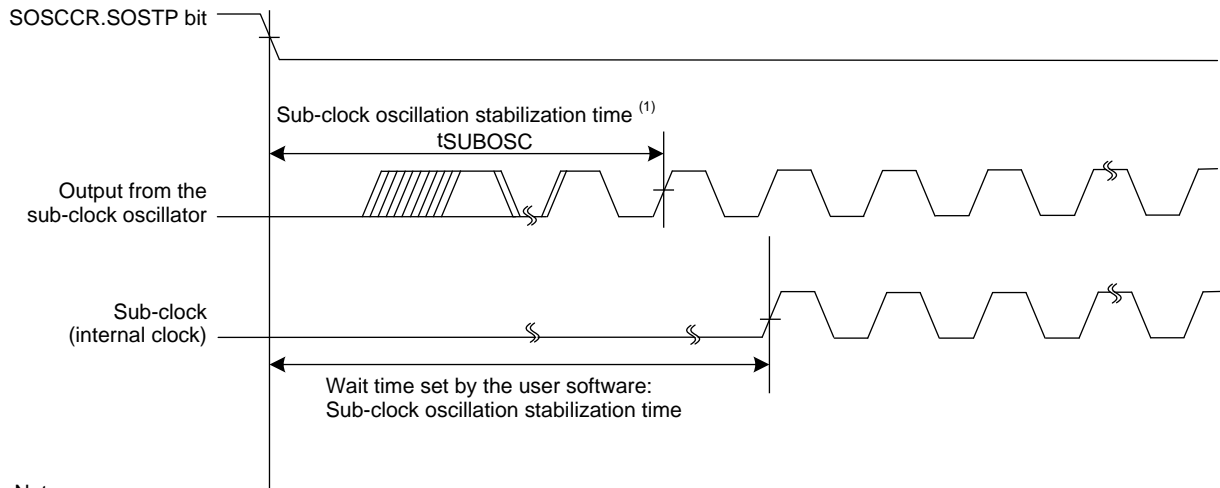 SOSCCR.SOSTP bit
Sub-clock oscillation stabilization time (1)
tSUBOSC
Output from the
sub-clock oscillator
Sub-clock
(internal clock)
Wait time set by the user software:
Sub-clock oscillation stabilization time